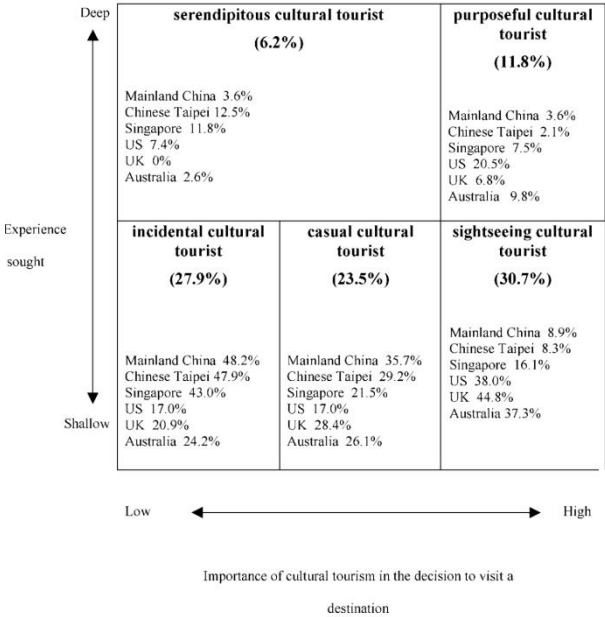 Deep
serendipitous cultural tourist
(6.2%)
Mainland China 3.6%
Chinese Taipei 12.5%
Singapore 11.8%
US 7.4%
UK 0%
Australia 2.6%
purposeful cultural
tourist
(11.8%)
Mainland China 3.6%
Chinese Taipei 2.1%
Singapore 7.5%
US 20.5%
UK 6.8%
Australia 9.8%
Experience
sought
incidental cultural
tourist
(27.9%)
Mainland China 48.2%
Chinese Taipei 47.9%
Singapore 43.0%
US 17.0%
UK 20.9%
Australia 24.2%
casual cultural
tourist
(23.5%)
Mainland China 35.7%
Chinese Taipei 29.2%
Singapore 21.5%
US 17.0%
UK 28.4%
Australia 26.1%
sightseeing cultural
tourist
(30.7%)
Mainland China 8.9%
Chinese Taipei 8.3%
Singapore 16.1%
US 38.0%
UK 44.8%
Australia 37.3%
Shallow
Low
High
Importance of cultural tourism in the decision to visit a
destination